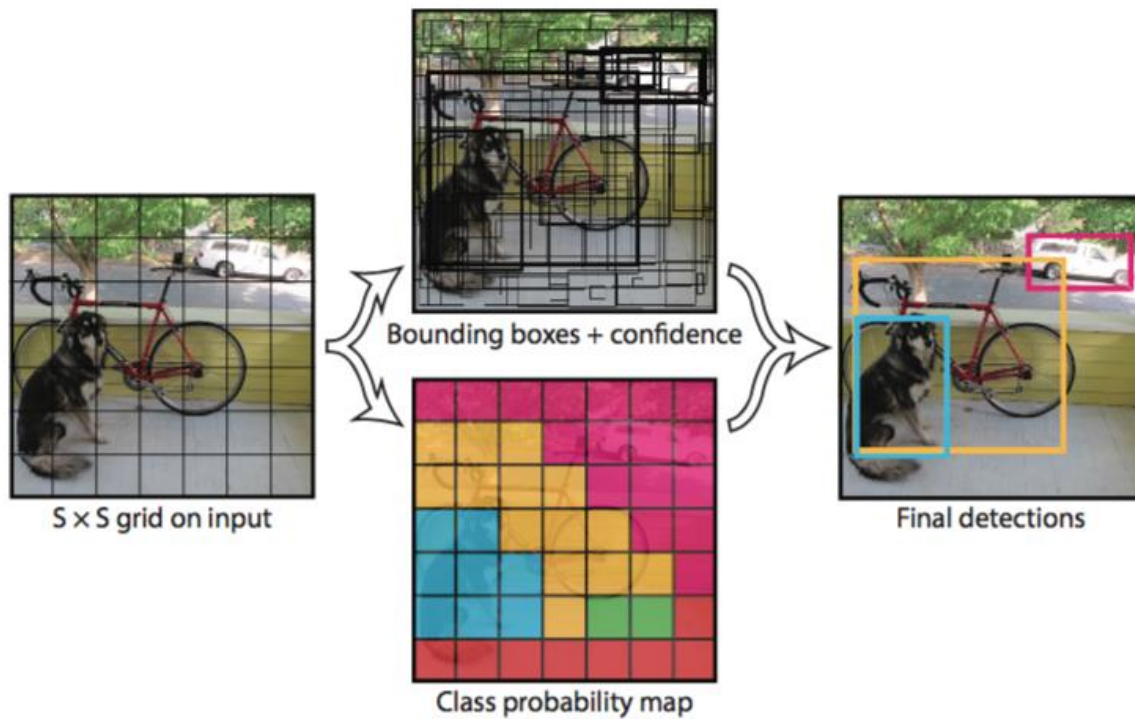 Bounding boxes + confidence
S × S grid on input
Final detections
Class probability map